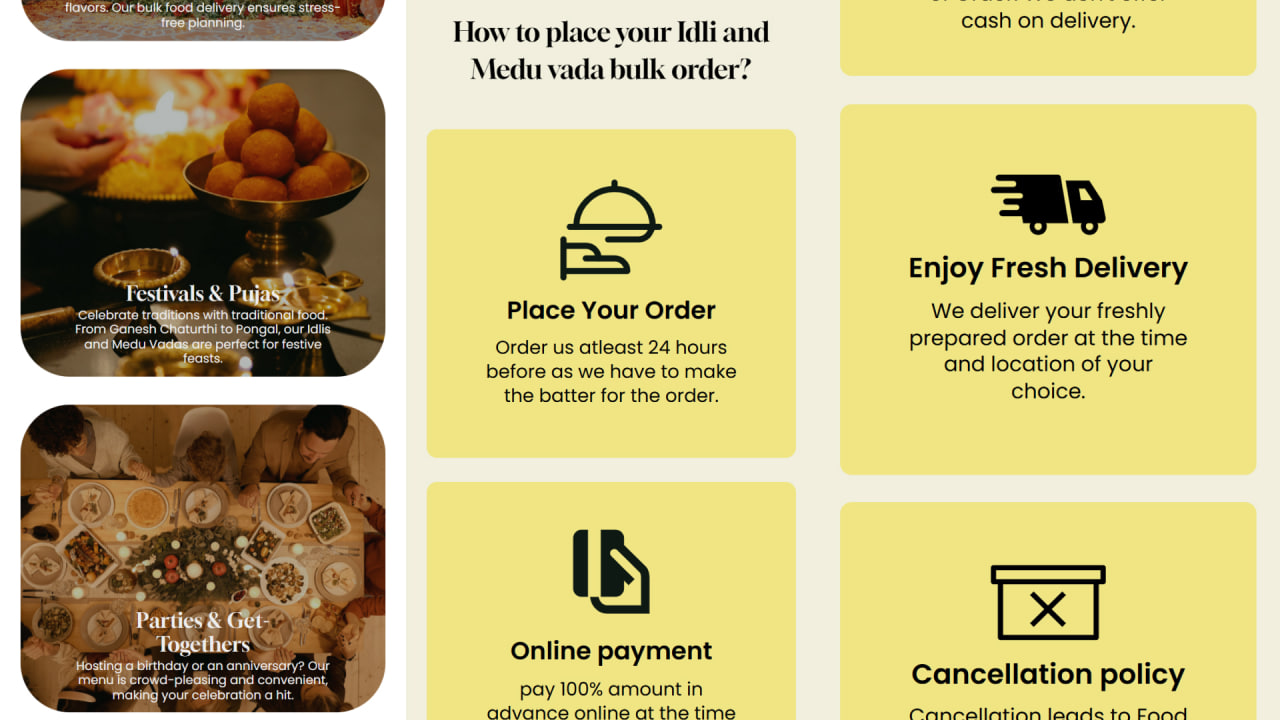 flavors. Our bulk food delivery ensures stress-
free planning.
Festivals & Pujas
Celebrate traditions with traditional food.
From Ganesh Chaturthi to Pongal, our Idlis
and Medu Vadas are perfect for festive
feasts.
Parties & Get-
Togethers
Hosting a birthday or an anniversary? Our
menu is crowd-pleasing and convenient,
making your celebration a hit.
How to place your Idli and
Medu vada bulk order?
Place Your Order
Order us atleast 24 hours
before as we have to make
the batter for the order.
Online payment
pay 100% amount in
advance online at the time
cash on delivery.
Enjoy Fresh Delivery
We deliver your freshly
prepared order at the time
and location of your
choice.
Cancellation policy
Cancellation leads to Food